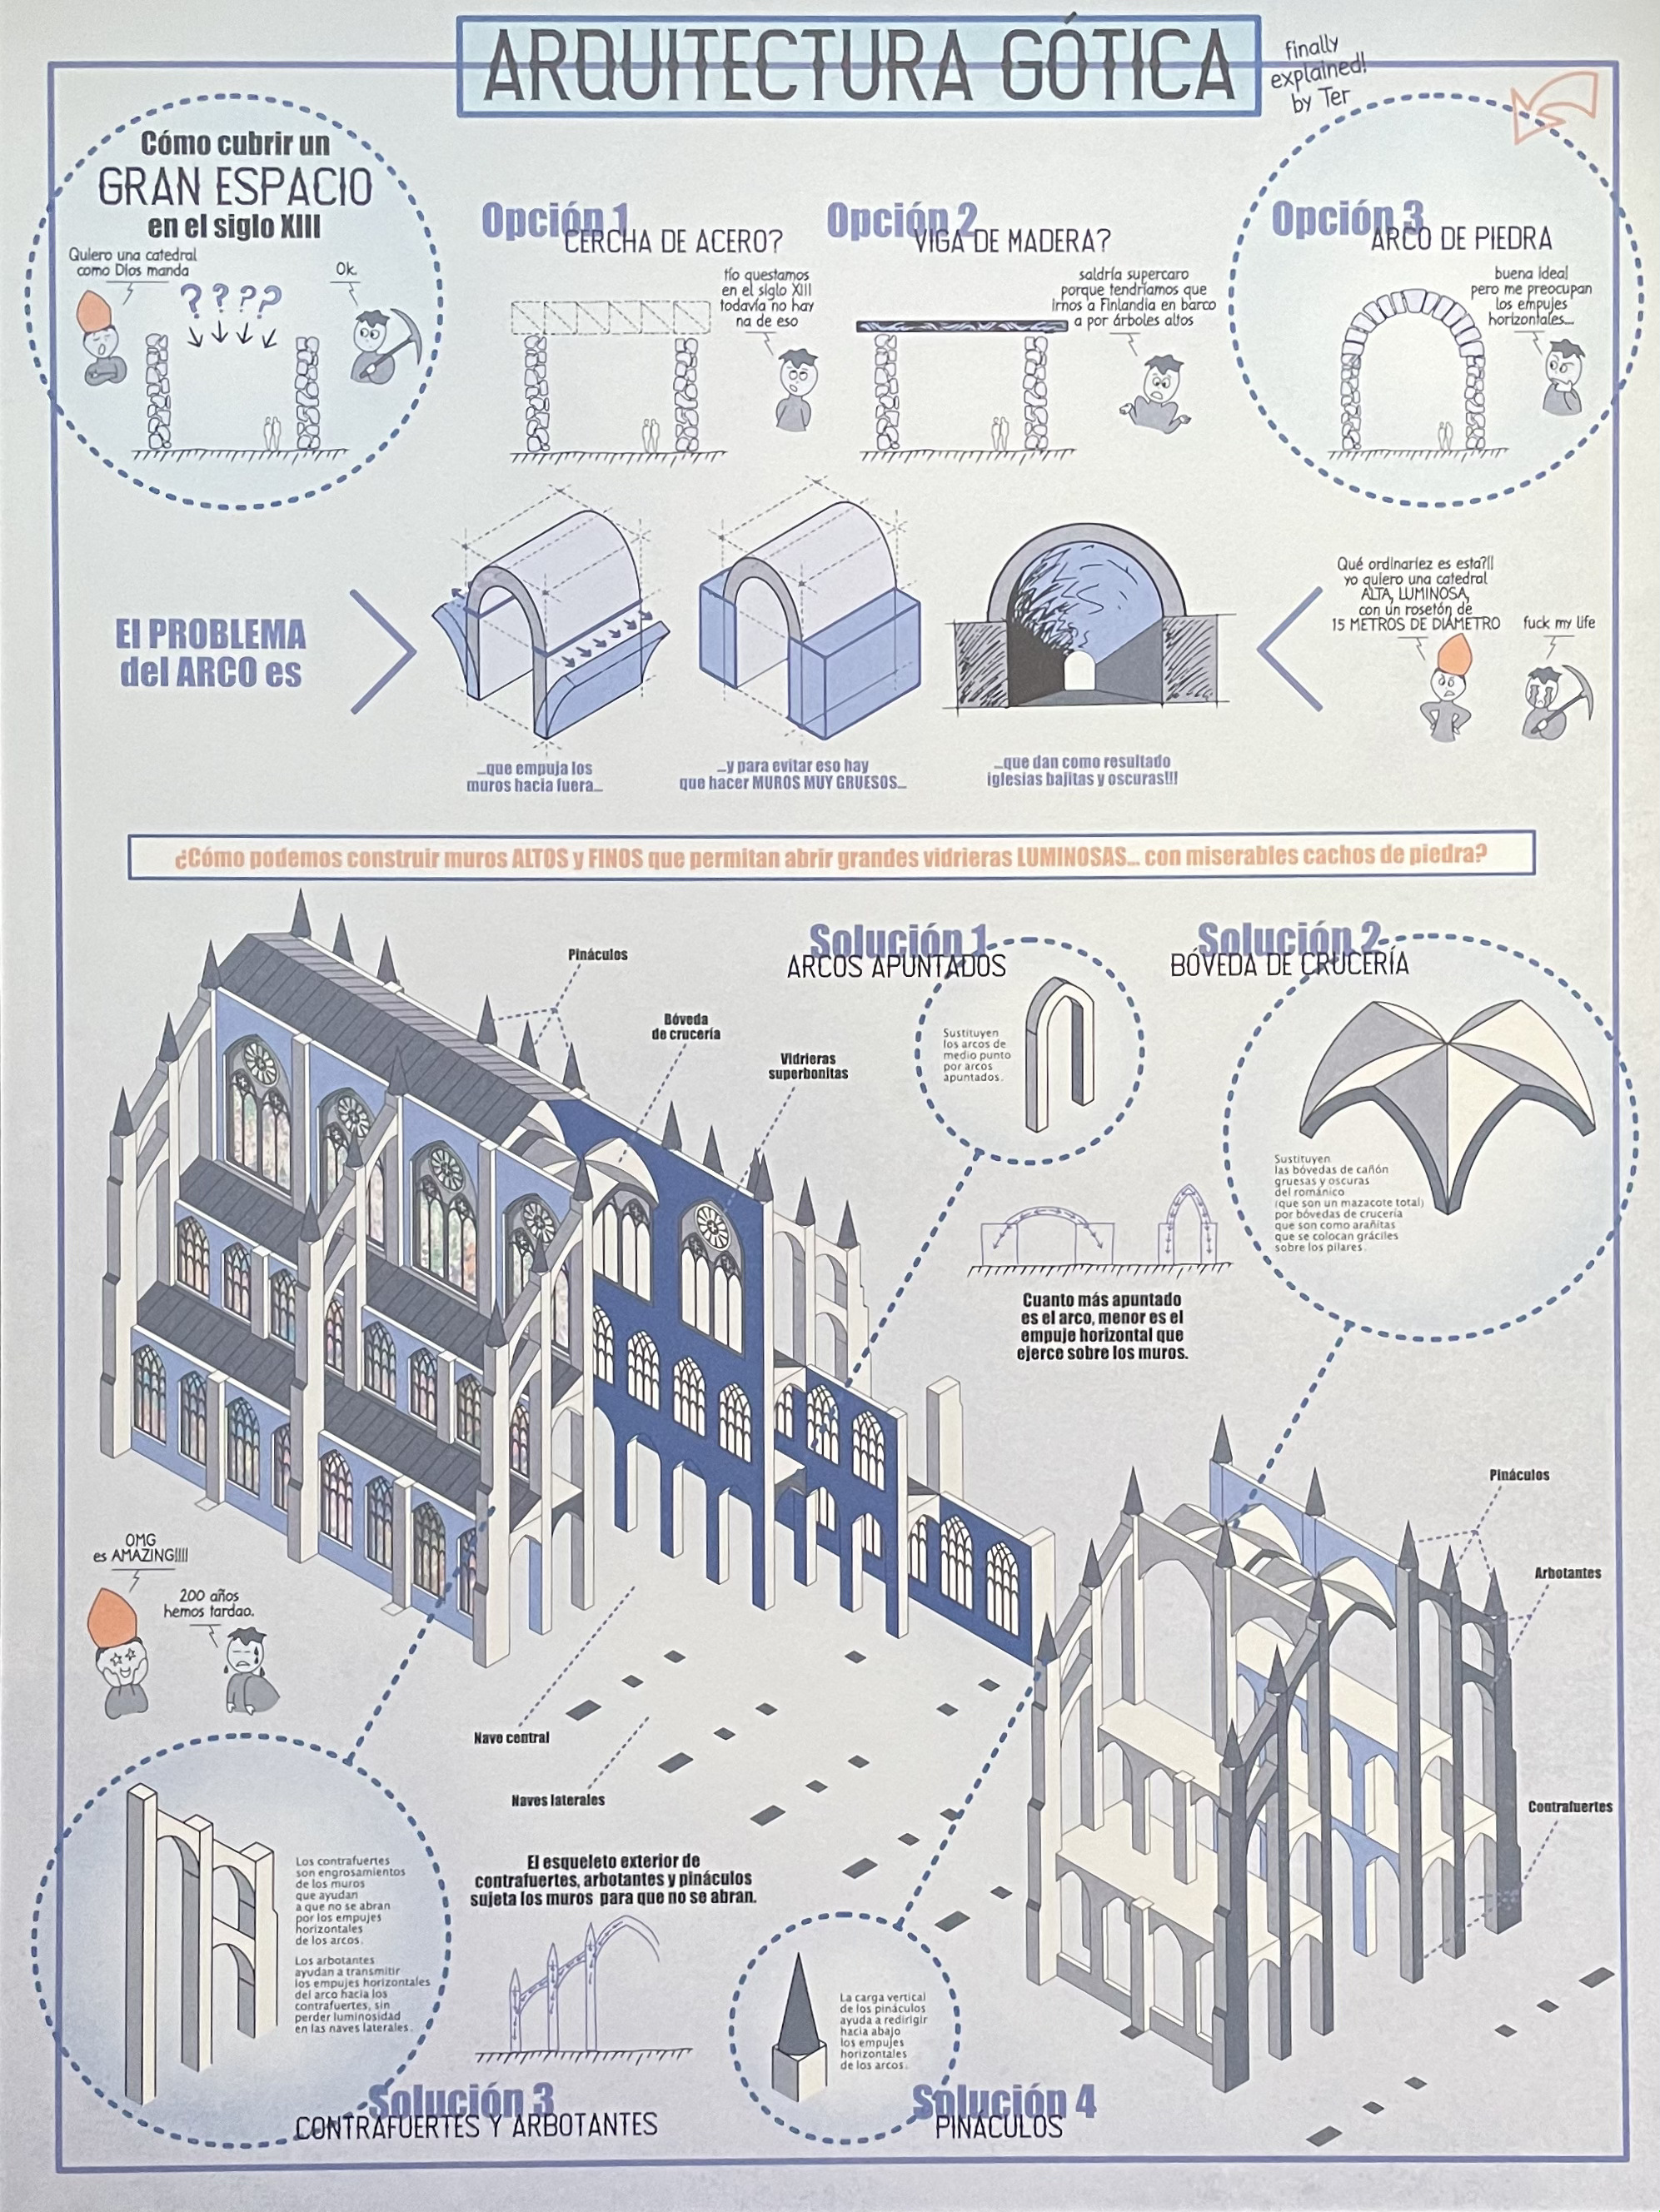 ARQUITECTURA GÓTICA
finally
explained!
by Ter
Cómo cubrir un
GRAN ESPACIO
en el siglo XIII
Quiero una catedral
como Dios manda
????
Ok.
Opción 1
CERCHA DE ACERO?
tío questamos
en el siglo XIII
todavía no hay
na de eso
Opción 2
VIGA DE MADERA?
saldría supercaro
porque tendríamos que
irnos a Finlandia en barco
a por árboles altos
Opción 3
ARCO DE PIEDRA
buena idea!
pero me preocupan
los empujes
horizontales...
El PROBLEMA
del ARCO es
...que empuja los
muros hacia fuera...
...y para evitar eso hay
que hacer MUROS MUY GRUESOS...
...que dan como resultado
iglesias bajitas y oscuras!!!
Qué ordinariez es esta?!!
yo quiero una catedral
ALTA, LUMINOSA,
con un rosetón de
15 METROS DE DIÁMETRO
fuck my life
¿Cómo podemos construir muros ALTOS y FINOS que permitan abrir grandes vidrieras LUMINOSAS... con miserables cachos de piedra?
Pináculos
Bóveda
de crucería
Vidrieras
superbonitas
Solución 1
ARCOS APUNTADOS
Sustituyen
los arcos de
medio punto
por arcos
apuntados.
Cuanto más apuntado
es el arco, menor es el
empuje horizontal que
ejerce sobre los muros.
Solución 2
BÓVEDA DE CRUCERÍA
Sustituyen
las bóvedas de cañón
gruesas y oscuras
del románico
(que son un mazacote total)
por bóvedas de crucería
que son como arañitas
que se colocan gráciles
sobre los pilares.
Pináculos
Arbotantes
Contrafuertes
OMG
es AMAZING!!!!
200 años
hemos tardao.
Nave central
Naves laterales
Los contrafuertes
son engrosamientos
de los muros
que ayudan
a que no se abran
por los empujes
horizontales
de los arcos.
Los arbotantes
ayudan a transmitir
los empujes horizontales
del arco hacia los
contrafuertes, sin
perder luminosidad
en las naves laterales.
El esqueleto exterior de
contrafuertes, arbotantes y pináculos
sujeta los muros para que no se abran.
Solución 3
CONTRAFUERTES Y ARBOTANTES
La carga vertical
de los pináculos
ayuda a redirigir
hacia abajo
los empujes
horizontales
de los arcos.
Solución 4
PINÁCULOS